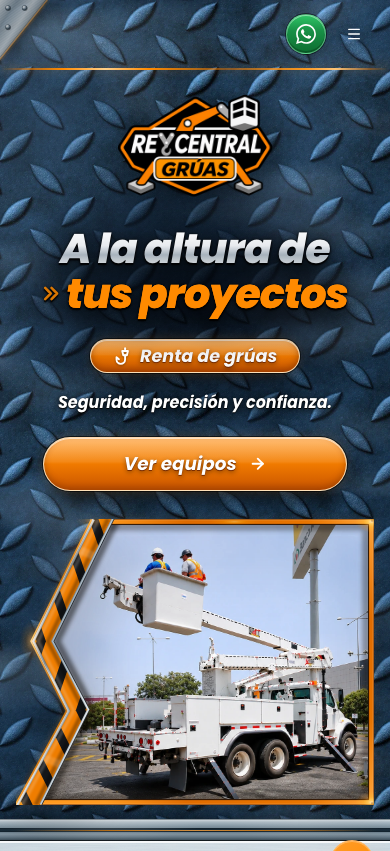 REYCENTRAL
GRÚAS
A la altura de
» tus proyectos
Renta de grúas
Seguridad, precisión y confianza.
Ver equipos →